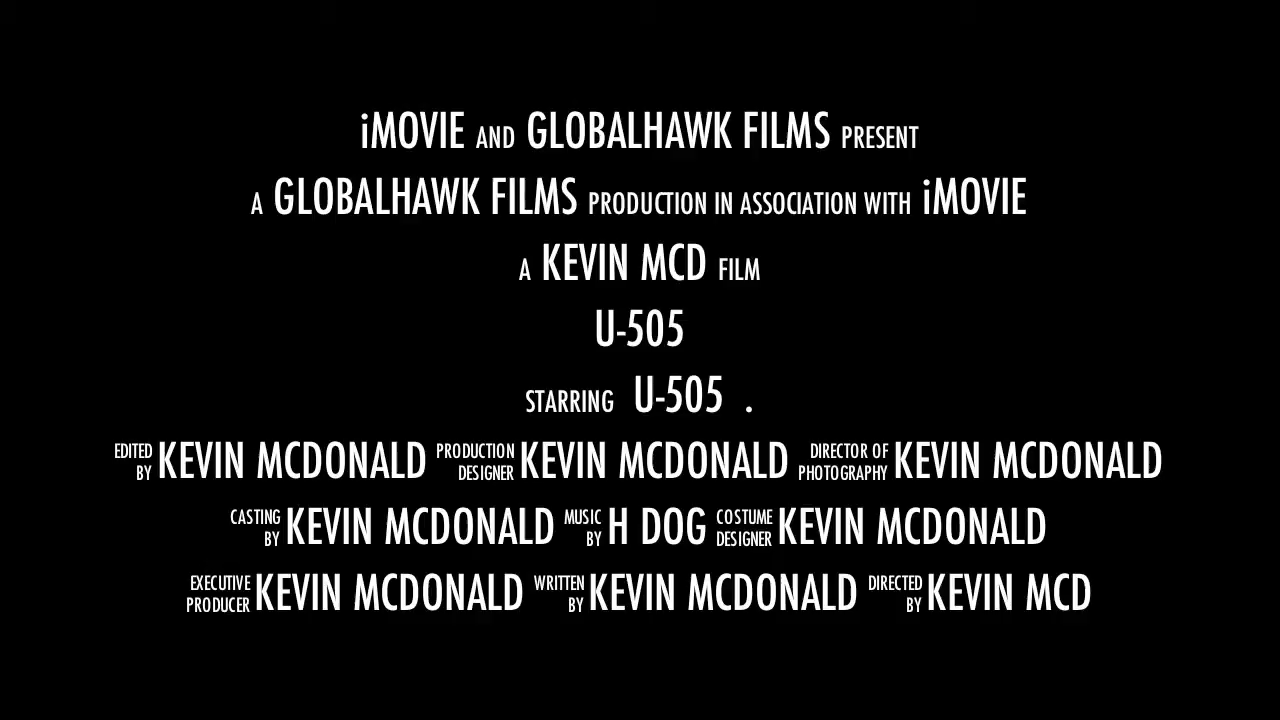 iMOVIE AND GLOBALHAWK FILMS PRESENT
A GLOBALHAWK FILMS PRODUCTION IN ASSOCIATION WITH iMOVIE
A KEVIN MCD FILM
U-505
STARRING U-505 .
EDITED BY KEVIN MCDONALD PRODUCTION DESIGNER KEVIN MCDONALD DIRECTOR OF PHOTOGRAPHY KEVIN MCDONALD
CASTING BY KEVIN MCDONALD MUSIC BY H DOG COSTUME DESIGNER KEVIN MCDONALD
EXECUTIVE PRODUCER KEVIN MCDONALD WRITTEN BY KEVIN MCDONALD DIRECTED BY KEVIN MCD